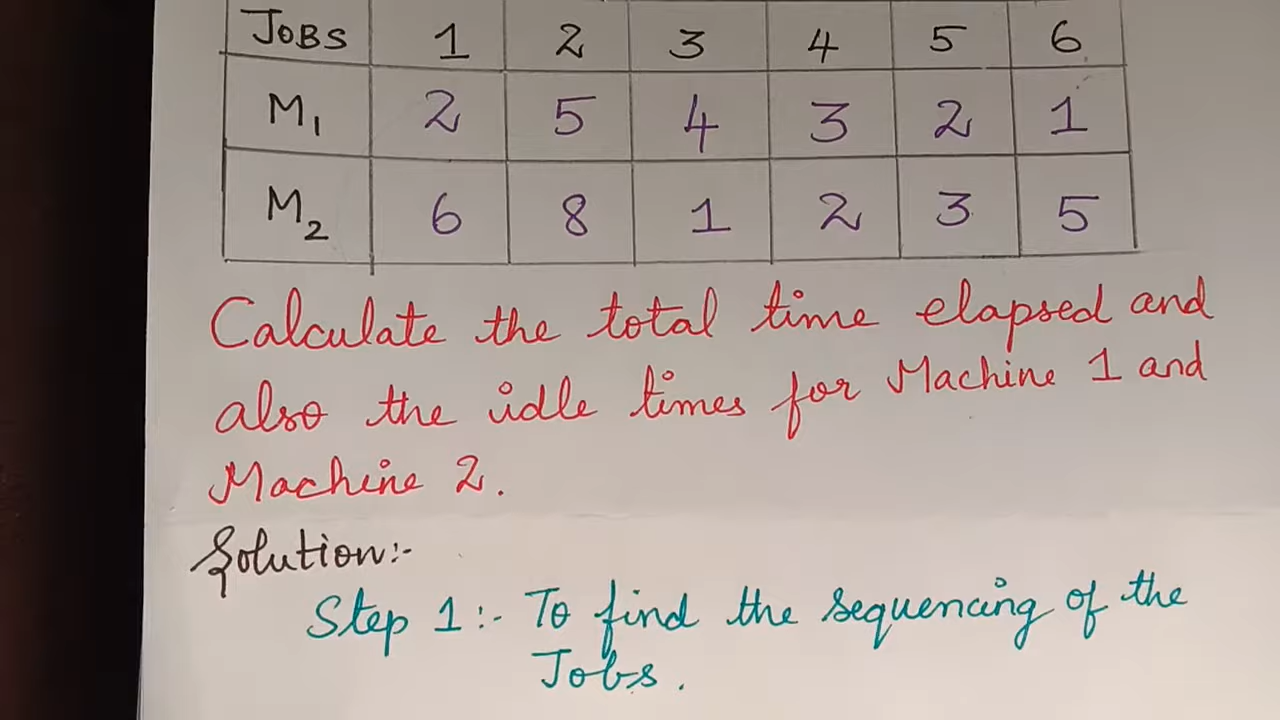 JOBS 1 2 3 4 5 6
M1 2 5 4 3 2 1
M2 6 8 1 2 3 5
Calculate the total time elapsed and
also the idle times for Machine 1 and
Machine 2.
Solution:-
Step 1:- To find the sequencing of the
Jobs.